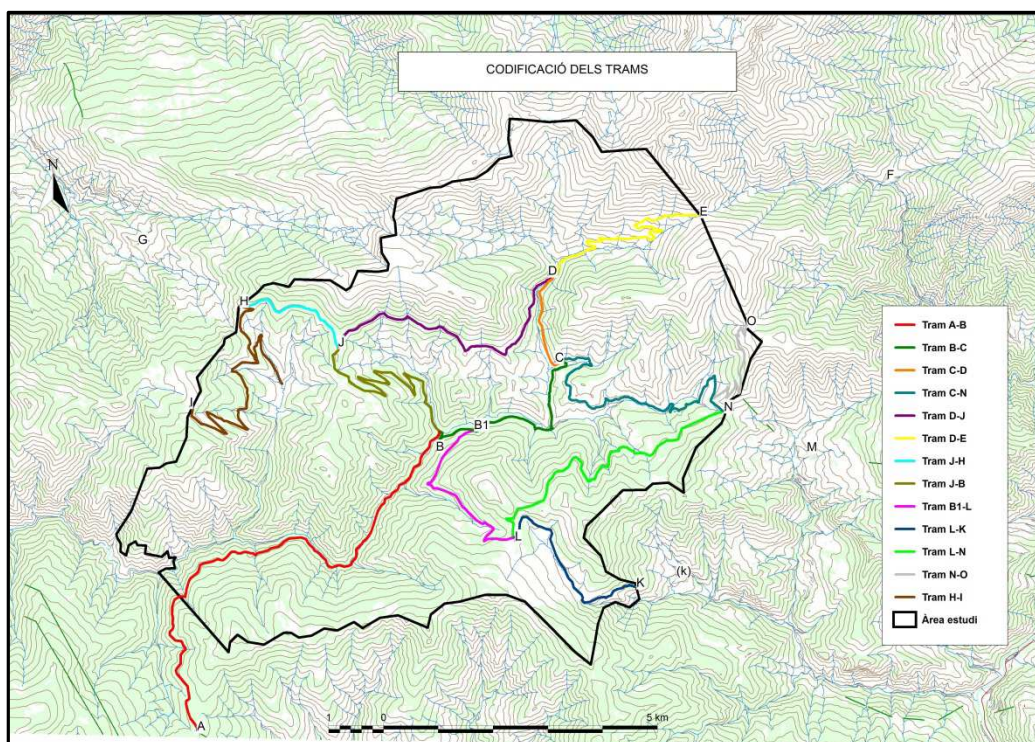 CODIFICACIÓ DELS TRAMS
N
F
E
G
D
H
O
J
C
I
N
B1
B
M
L
(k)
K
A
1 0 5 km
Tram A-B
Tram B-C
Tram C-D
Tram C-N
Tram D-J
Tram D-E
Tram J-H
Tram J-B
Tram B1-L
Tram L-K
Tram L-N
Tram N-O
Tram H-I
Àrea estudi